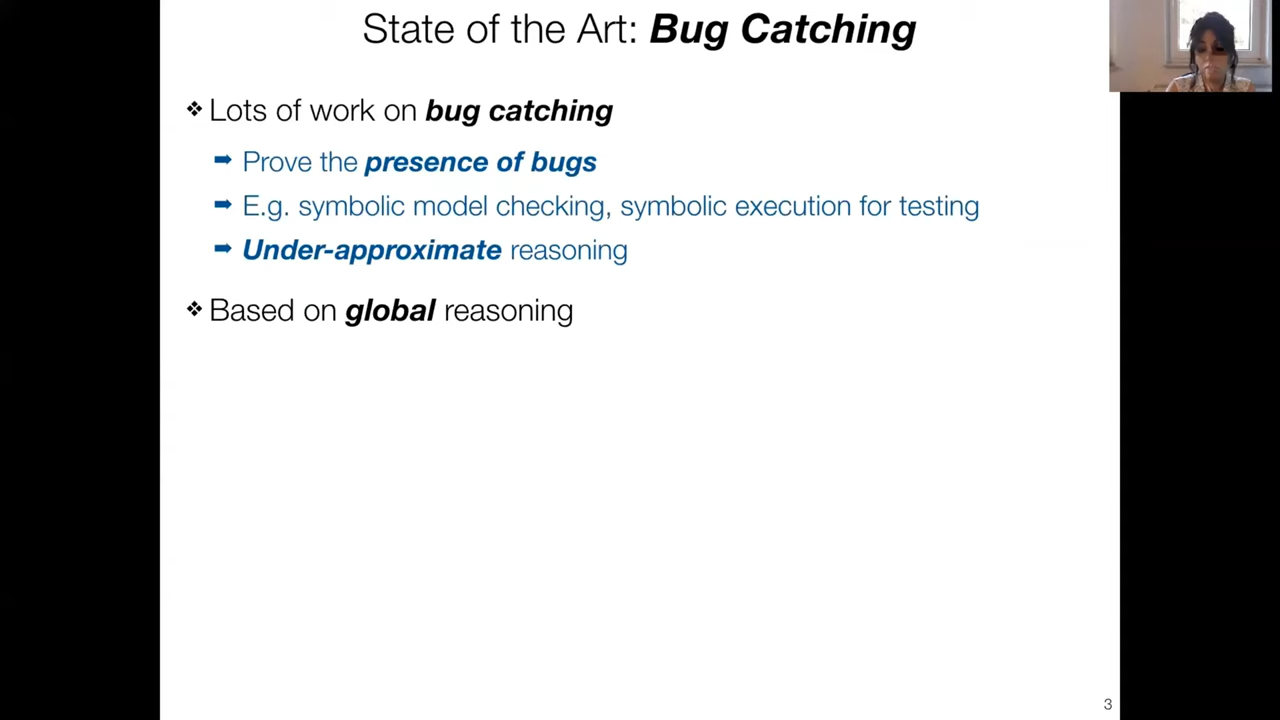 State of the Art: Bug Catching
❖ Lots of work on bug catching
➡ Prove the presence of bugs
➡ E.g. symbolic model checking, symbolic execution for testing
➡ Under-approximate reasoning
❖ Based on global reasoning
3